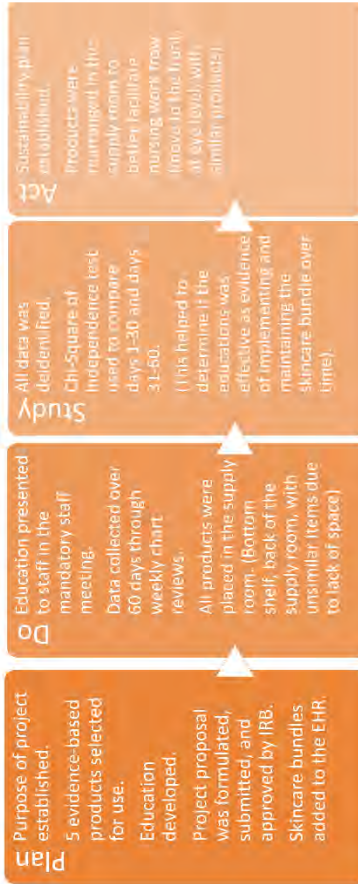 Plan
Purpose of project
established.
5 evidence-based
products selected
for use.
Education
developed.
Project proposal
was formulated,
submitted, and
approved by IRB.
Skincare bundles
added to the EHR.
Do
Education presented
to staff in the
mandatory staff
meeting.
Data collected over
60 days through
weekly chart
reviews.
All products were
placed in the supply
room. (Bottom
shelf, back of the
supply room, with
unsimilar items due
to lack of space)
Study
All data was
deidentified.
Chi-Square of
Independence test
used to compare
days 1-30 and days
31-60.
(This helped to
determine if the
educations was
effective as evidence
of implementing and
maintaining the
skincare bundle over
time).
Act
Sustainability plan
established.
Products were
rearranged in the
supply room to
better facilitate
nursing work flow
(move to the front,
at eye level, with
similar products)